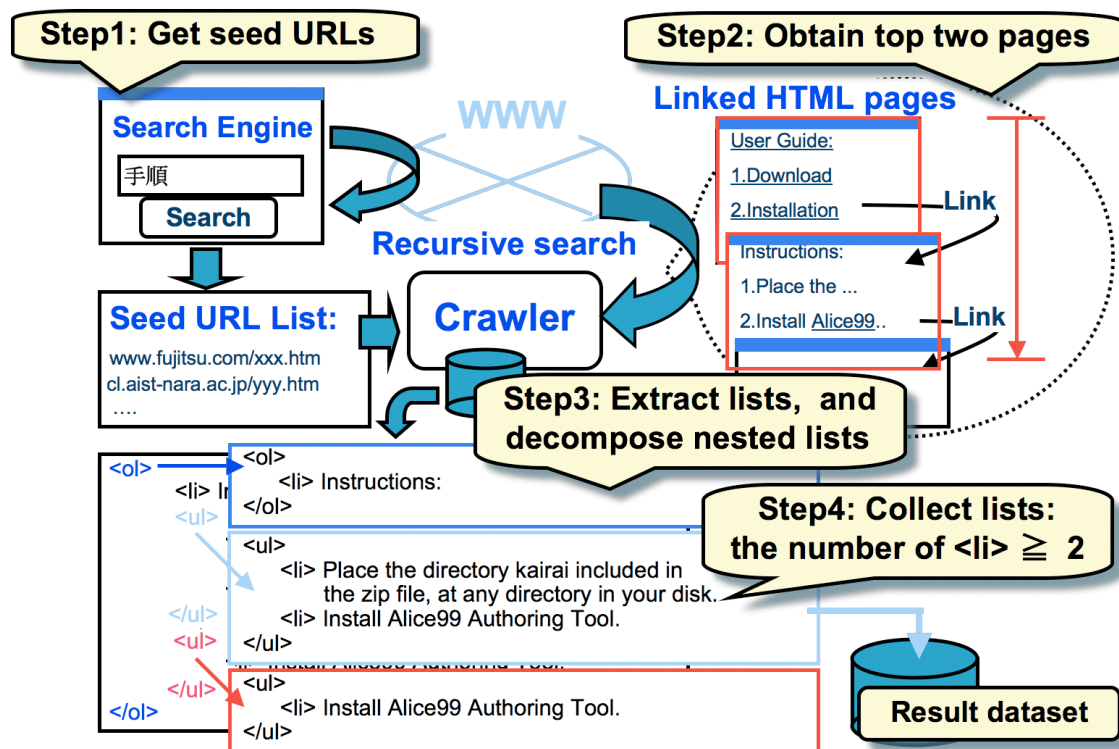 Step1: Get seed URLs
Step2: Obtain top two pages
WWW
Linked HTML pages
Search Engine
手順
Search
User Guide:
1.Download
2.Installation
Link
Recursive search
Instructions:
1.Place the ...
2.Install Alice99..
Link
Seed URL List:
www.fujitsu.com/xxx.htm
cl.aist-nara.ac.jp/yyy.htm
....
Crawler
Step3: Extract lists, and
decompose nested lists
<ol>
<li>
<ul>
</ul>
<ul>
</ul>
</ol>
<ol>
<li> Instructions:
</ol>
Step4: Collect lists:
the number of <li> ≧ 2
<ul>
<li> Place the directory kairai included in
the zip file, at any directory in your disk.
<li> Install Alice99 Authoring Tool.
</ul>
<ul>
<li> Install Alice99 Authoring Tool.
</ul>
Result dataset